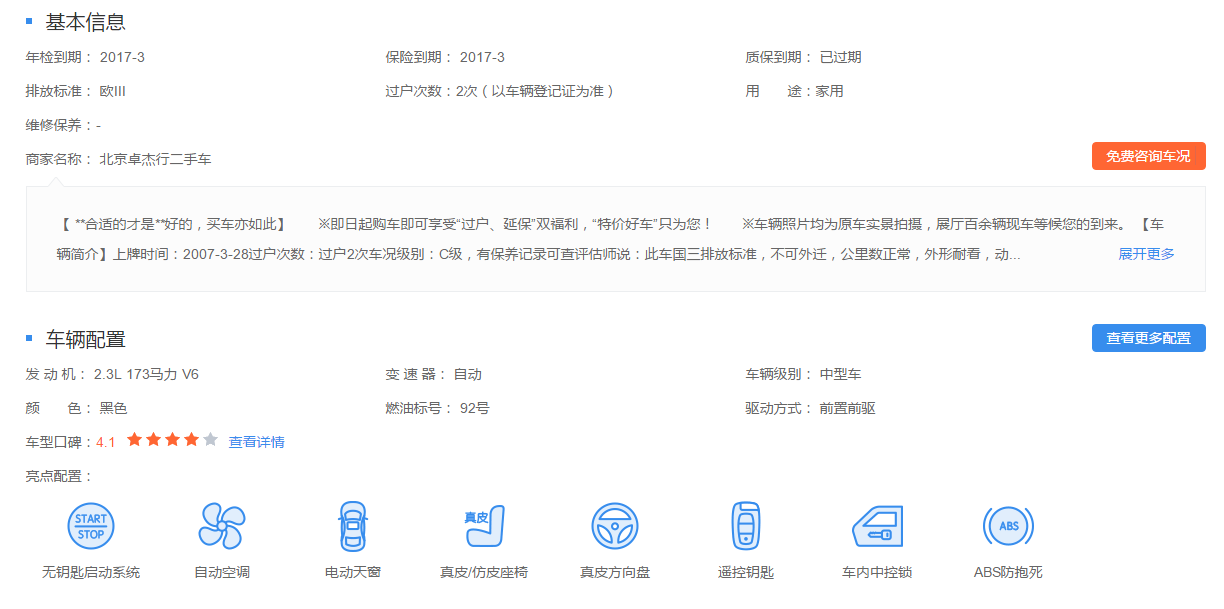 基本信息
年检到期： 2017-3 保险到期： 2017-3 质保到期： 已过期
排放标准： 欧III 过户次数：2次（以车辆登记证为准） 用 途：家用
维修保养：-
商家名称： 北京卓杰行二手车 免费咨询车况
【 **合适的才是**好的，买车亦如此】 ※即日起购车即可享受“过户、延保”双福利，“特价好车”只为您！ ※车辆照片均为原车实景拍摄，展厅百余辆现车等候您的到来。【车
辆简介】上牌时间：2007-3-28过户次数：过户2次车况级别：C级，有保养记录可查评估师说：此车国三排放标准，不可外迁，公里数正常，外形耐看，动... 展开更多
车辆配置 查看更多配置
发 动 机： 2.3L 173马力 V6 变 速 器： 自动 车辆级别： 中型车
颜 色： 黑色 燃油标号： 92号 驱动方式： 前置前驱
车型口碑：4.1 查看详情
亮点配置：
START STOP 真皮 ABS
无钥匙启动系统 自动空调 电动天窗 真皮/仿皮座椅 真皮方向盘 遥控钥匙 车内中控锁 ABS防抱死